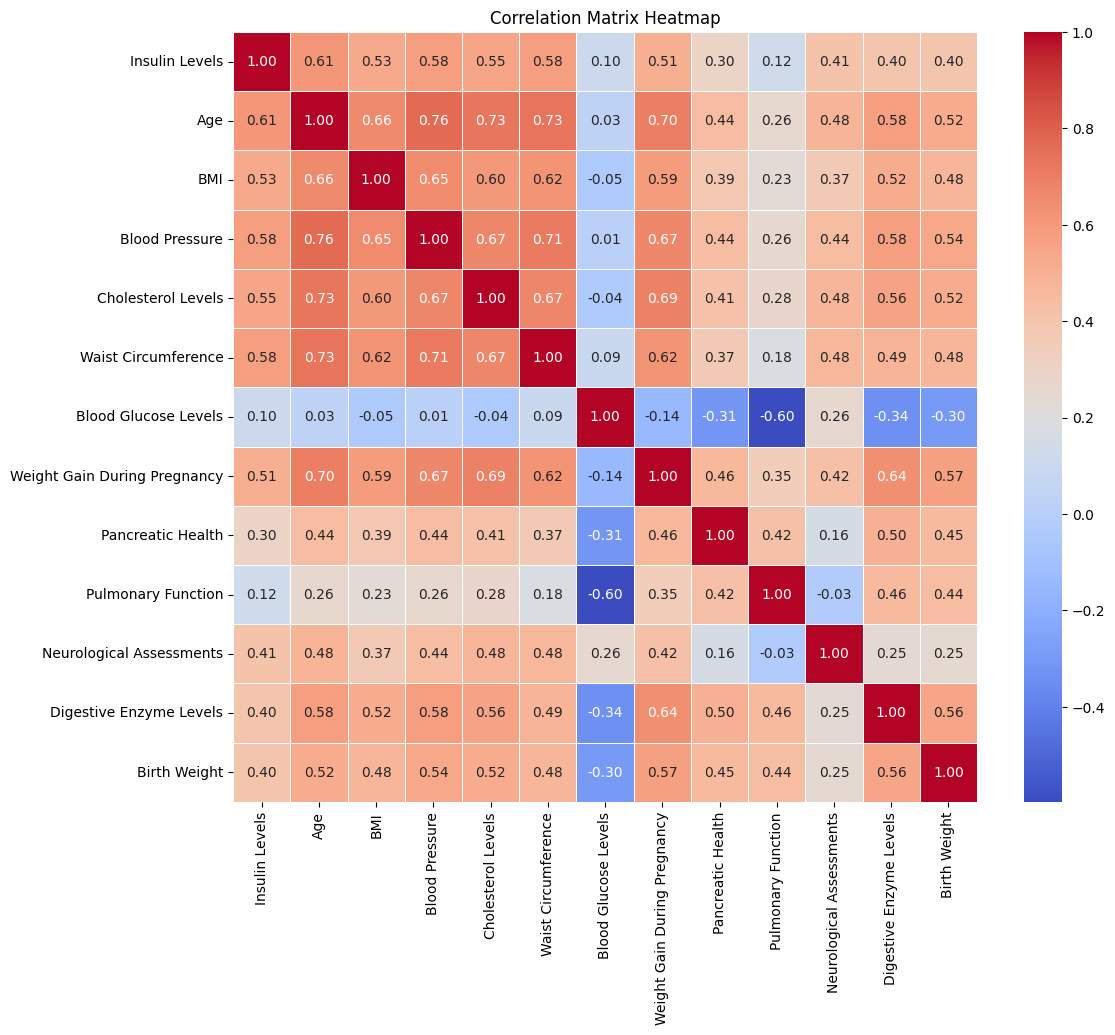 Correlation Matrix Heatmap
Insulin Levels 1.00 0.61 0.53 0.58 0.55 0.58 0.10 0.51 0.30 0.12 0.41 0.40 0.40
Age 0.61 1.00 0.66 0.76 0.73 0.73 0.03 0.70 0.44 0.26 0.48 0.58 0.52
BMI 0.53 0.66 1.00 0.65 0.60 0.62 -0.05 0.59 0.39 0.23 0.37 0.52 0.48
Blood Pressure 0.58 0.76 0.65 1.00 0.67 0.71 0.01 0.67 0.44 0.26 0.44 0.58 0.54
Cholesterol Levels 0.55 0.73 0.60 0.67 1.00 0.67 -0.04 0.69 0.41 0.28 0.48 0.56 0.52
Waist Circumference 0.58 0.73 0.62 0.71 0.67 1.00 0.09 0.62 0.37 0.18 0.48 0.49 0.48
Blood Glucose Levels 0.10 0.03 -0.05 0.01 -0.04 0.09 1.00 -0.14 -0.31 -0.60 0.26 -0.34 -0.30
Weight Gain During Pregnancy 0.51 0.70 0.59 0.67 0.69 0.62 -0.14 1.00 0.46 0.35 0.42 0.64 0.57
Pancreatic Health 0.30 0.44 0.39 0.44 0.41 0.37 -0.31 0.46 1.00 0.42 0.16 0.50 0.45
Pulmonary Function 0.12 0.26 0.23 0.26 0.28 0.18 -0.60 0.35 0.42 1.00 -0.03 0.46 0.44
Neurological Assessments 0.41 0.48 0.37 0.44 0.48 0.48 0.26 0.42 0.16 -0.03 1.00 0.25 0.25
Digestive Enzyme Levels 0.40 0.58 0.52 0.58 0.56 0.49 -0.34 0.64 0.50 0.46 0.25 1.00 0.56
Birth Weight 0.40 0.52 0.48 0.54 0.52 0.48 -0.30 0.57 0.45 0.44 0.25 0.56 1.00
Insulin Levels
Age
BMI
Blood Pressure
Cholesterol Levels
Waist Circumference
Blood Glucose Levels
Weight Gain During Pregnancy
Pancreatic Health
Pulmonary Function
Neurological Assessments
Digestive Enzyme Levels
Birth Weight
1.0
0.8
0.6
0.4
0.2
0.0
−0.2
−0.4